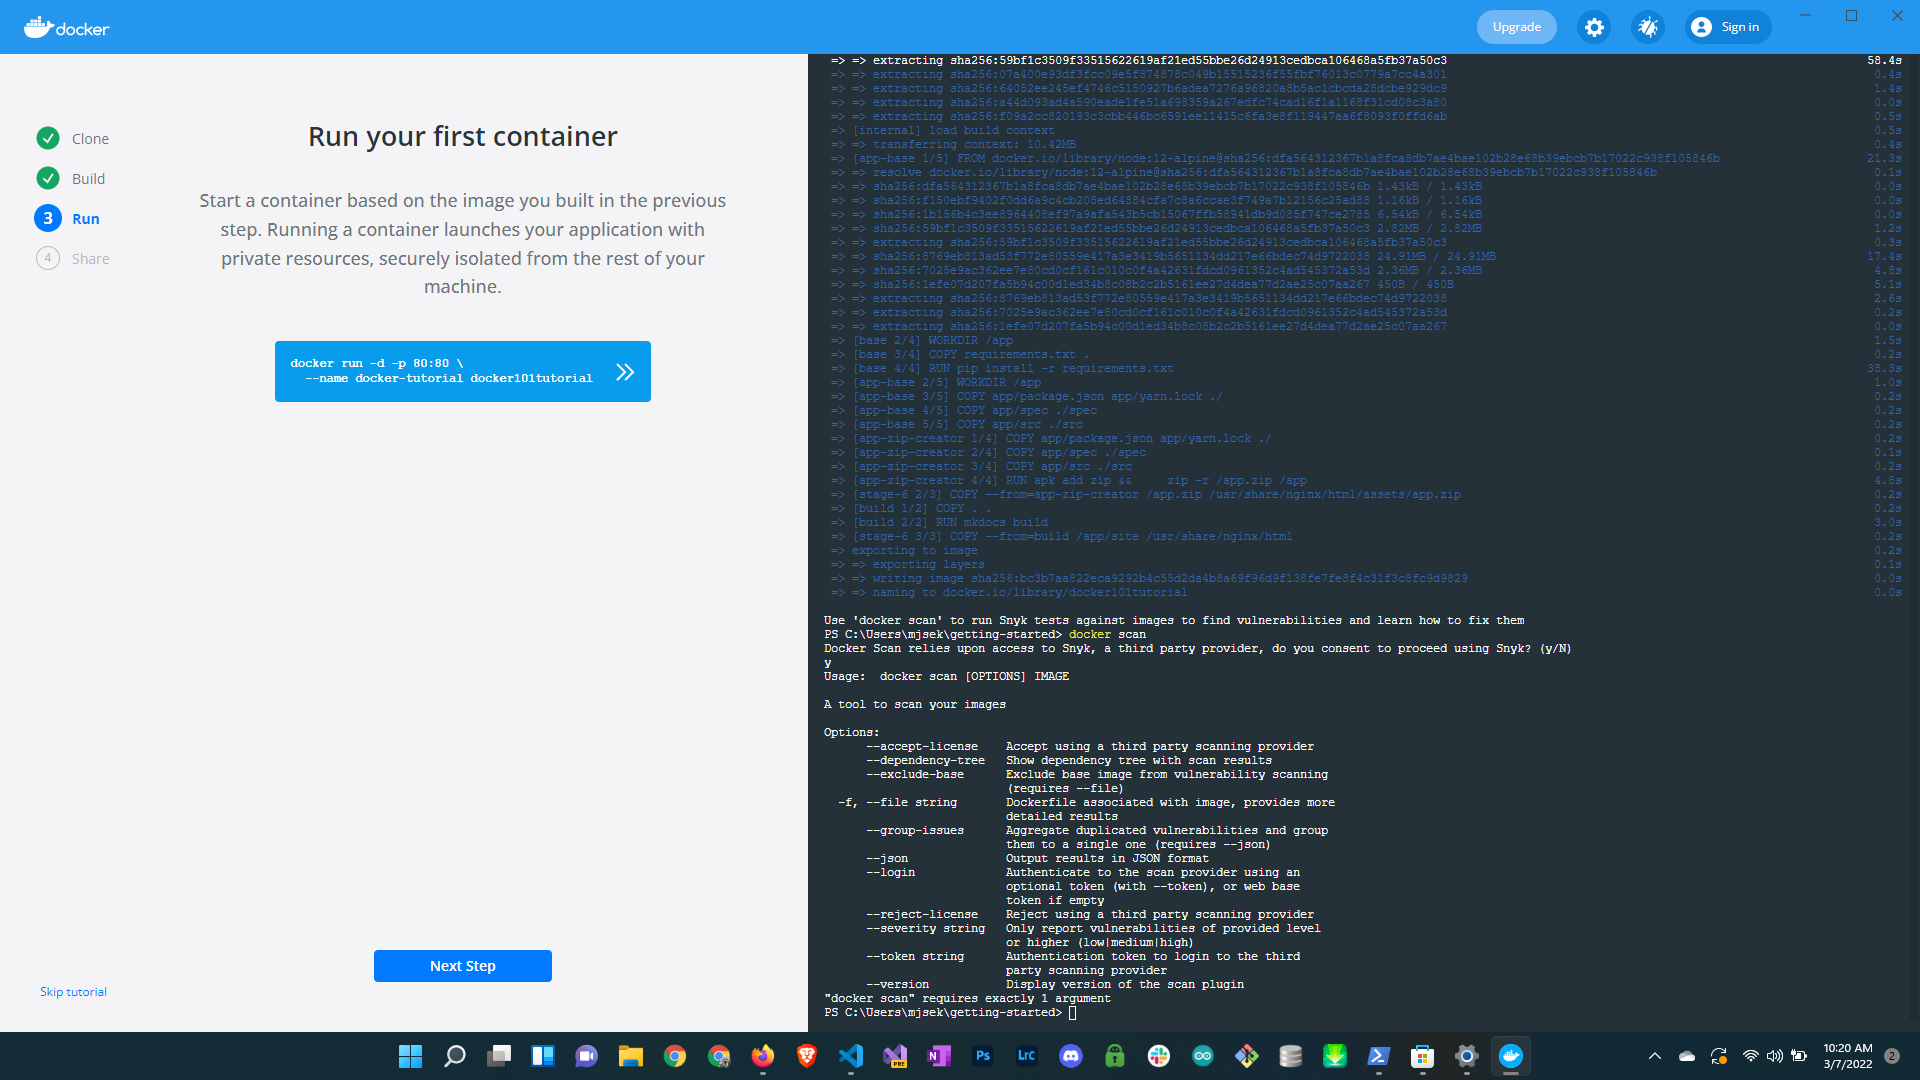 docker
Upgrade
Sign in
Clone
Build
3 Run
4 Share
Run your first container
Start a container based on the image you built in the previous
step. Running a container launches your application with
private resources, securely isolated from the rest of your
machine.
docker run -d -p 80:80 \
--name docker-tutorial docker101tutorial
Next Step
Skip tutorial
=> => extracting sha256:59bf1c3509f33515622619af21ed55bbe26d24913cedbca106468a5fb37a50c3 58.4s
=> => extracting sha256:07a400e93df3fcc09e5f874878c049b15515236f55fbf76013c0779a7cc4a301 0.4s
=> => extracting sha256:64052ee245ef4746c5150927b6adea7276a96820a8b5ac1cbcda28dcbe929dc9 1.4s
=> => extracting sha256:a44d093ad4a590eade1fe51a698359a267edfc74cad16f1a1168f31cd08c3a80 0.0s
=> => extracting sha256:f09a2cc820193c3cbb446bc6591ee11415c6fa3e8f119447aa6f8093f0ffd6ab 0.5s
=> [internal] load build context 0.5s
=> => transferring context: 10.42MB 0.4s
=> [app-base 1/5] FROM docker.io/library/node:12-alpine@sha256:dfa564312367b1a8fca8db7ae4bae102b28e68b39ebcb7b17022c938f105846b 21.3s
=> => resolve docker.io/library/node:12-alpine@sha256:dfa564312367b1a8fca8db7ae4bae102b28e68b39ebcb7b17022c938f105846b 0.1s
=> => sha256:dfa564312367b1a8fca8db7ae4bae102b28e68b39ebcb7b17022c938f105846b 1.43kB / 1.43kB 0.0s
=> => sha256:f150ebf9402f0dd6a9c4cb208ed64884cfa7c8a6ccae3f749a7b12156c25ad88 1.16kB / 1.16kB 0.0s
=> => sha256:1b156b4c3ee8964408ef97a9afa543b5cb15067ffb58941db9d085f747ce2785 6.54kB / 6.54kB 0.0s
=> => sha256:59bf1c3509f33515622619af21ed55bbe26d24913cedbca106468a5fb37a50c3 2.82MB / 2.82MB 1.2s
=> => extracting sha256:59bf1c3509f33515622619af21ed55bbe26d24913cedbca106468a5fb37a50c3 0.3s
=> => sha256:8769eb813ad53f772e80559e417a3e3419b5651134dd217e66bdec74d9722038 24.91MB / 24.91MB 17.4s
=> => sha256:7025e9ac362ee7e80cd0cf161c010c0f4a42631fdcd0961352c4ad545372a53d 2.36MB / 2.36MB 4.8s
=> => sha256:1efe07d207fa5b94c00d1ed34b8c08b2c2b5161ee27d4dea77d2ae25c07aa267 450B / 450B 5.1s
=> => extracting sha256:8769eb813ad53f772e80559e417a3e3419b5651134dd217e66bdec74d9722038 2.6s
=> => extracting sha256:7025e9ac362ee7e80cd0cf161c010c0f4a42631fdcd0961352c4ad545372a53d 0.2s
=> => extracting sha256:1efe07d207fa5b94c00d1ed34b8c08b2c2b5161ee27d4dea77d2ae25c07aa267 0.0s
=> [base 2/4] WORKDIR /app 1.5s
=> [base 3/4] COPY requirements.txt . 0.2s
=> [base 4/4] RUN pip install -r requirements.txt 38.3s
=> [app-base 2/5] WORKDIR /app 1.0s
=> [app-base 3/5] COPY app/package.json app/yarn.lock ./ 0.2s
=> [app-base 4/5] COPY app/spec ./spec 0.2s
=> [app-base 5/5] COPY app/src ./src 0.2s
=> [app-zip-creator 1/4] COPY app/package.json app/yarn.lock ./ 0.2s
=> [app-zip-creator 2/4] COPY app/spec ./spec 0.1s
=> [app-zip-creator 3/4] COPY app/src ./src 0.2s
=> [app-zip-creator 4/4] RUN apk add zip && zip -r /app.zip /app 4.8s
=> [stage-6 2/3] COPY --from=app-zip-creator /app.zip /usr/share/nginx/html/assets/app.zip 0.2s
=> [build 1/2] COPY . . 0.2s
=> [build 2/2] RUN mkdocs build 3.0s
=> [stage-6 3/3] COPY --from=build /app/site /usr/share/nginx/html 0.2s
=> exporting to image 0.2s
=> => exporting layers 0.1s
=> => writing image sha256:bc3b7aa822eca9292b4c55d2da4b8a69f96d9f138fe7fe8f4c31f3c8fc9d9829 0.0s
=> => naming to docker.io/library/docker101tutorial 0.0s
Use 'docker scan' to run Snyk tests against images to find vulnerabilities and learn how to fix them
PS C:\Users\mjsek\getting-started> docker scan
Docker Scan relies upon access to Snyk, a third party provider, do you consent to proceed using Snyk? (y/N)
y
Usage:  docker scan [OPTIONS] IMAGE
A tool to scan your images
Options:
--accept-license Accept using a third party scanning provider
--dependency-tree Show dependency tree with scan results
--exclude-base Exclude base image from vulnerability scanning
(requires --file)
-f, --file string Dockerfile associated with image, provides more
detailed results
--group-issues Aggregate duplicated vulnerabilities and group
them to a single one (requires --json)
--json Output results in JSON format
--login Authenticate to the scan provider using an
optional token (with --token), or web base
token if empty
--reject-license Reject using a third party scanning provider
--severity string Only report vulnerabilities of provided level
or higher (low|medium|high)
--token string Authentication token to login to the third
party scanning provider
--version Display version of the scan plugin
"docker scan" requires exactly 1 argument
PS C:\Users\mjsek\getting-started>
PRE
N
Ps
LrC
10:20 AM
3/7/2022
2